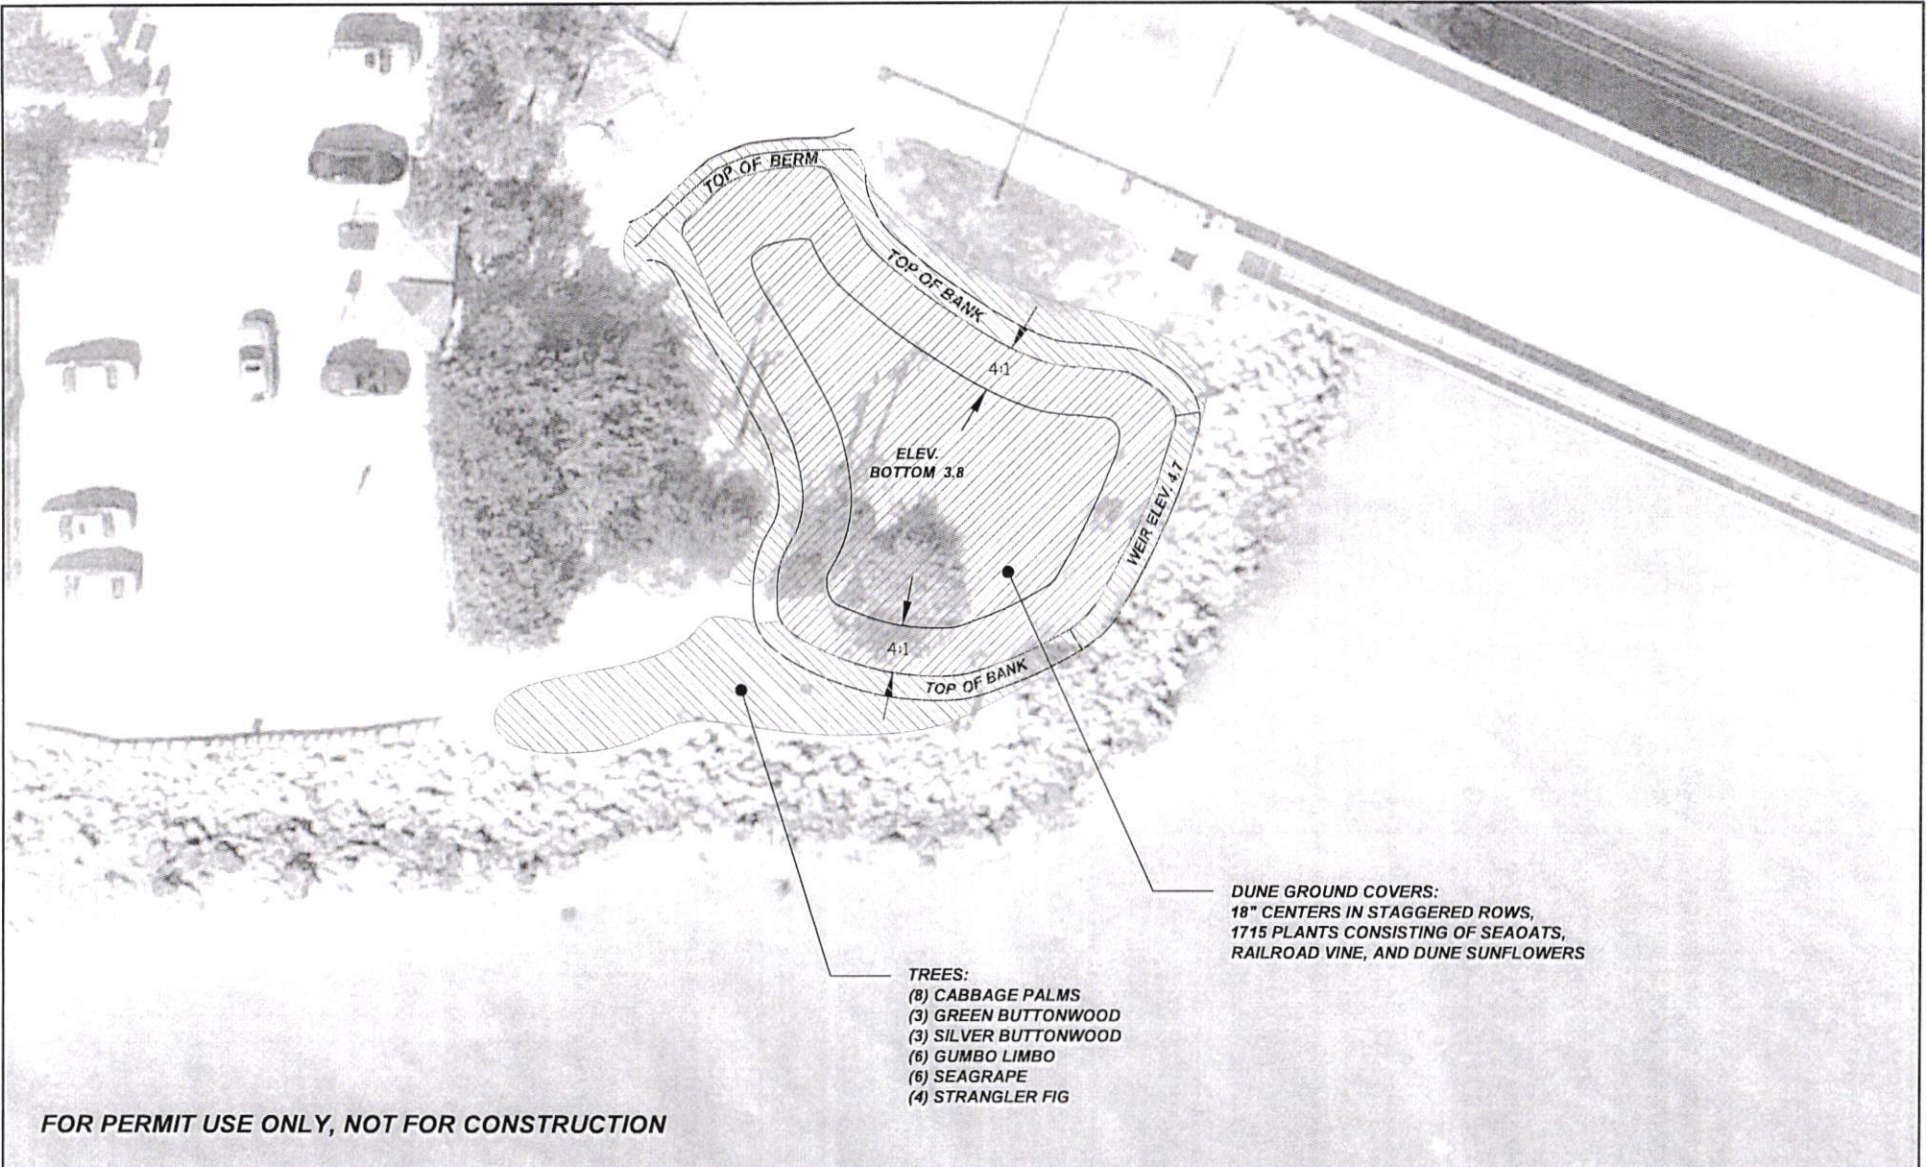 TOP OF BERM
TOP OF BANK
4:1
ELEV.
BOTTOM 3.8
WEIR ELEV. 4.7
4:1
TOP OF BANK
DUNE GROUND COVERS:
18" CENTERS IN STAGGERED ROWS,
1715 PLANTS CONSISTING OF SEAOATS,
RAILROAD VINE, AND DUNE SUNFLOWERS
TREES:
(8) CABBAGE PALMS
(3) GREEN BUTTONWOOD
(3) SILVER BUTTONWOOD
(6) GUMBO LIMBO
(6) SEAGRAPE
(4) STRANGLER FIG
FOR PERMIT USE ONLY, NOT FOR CONSTRUCTION